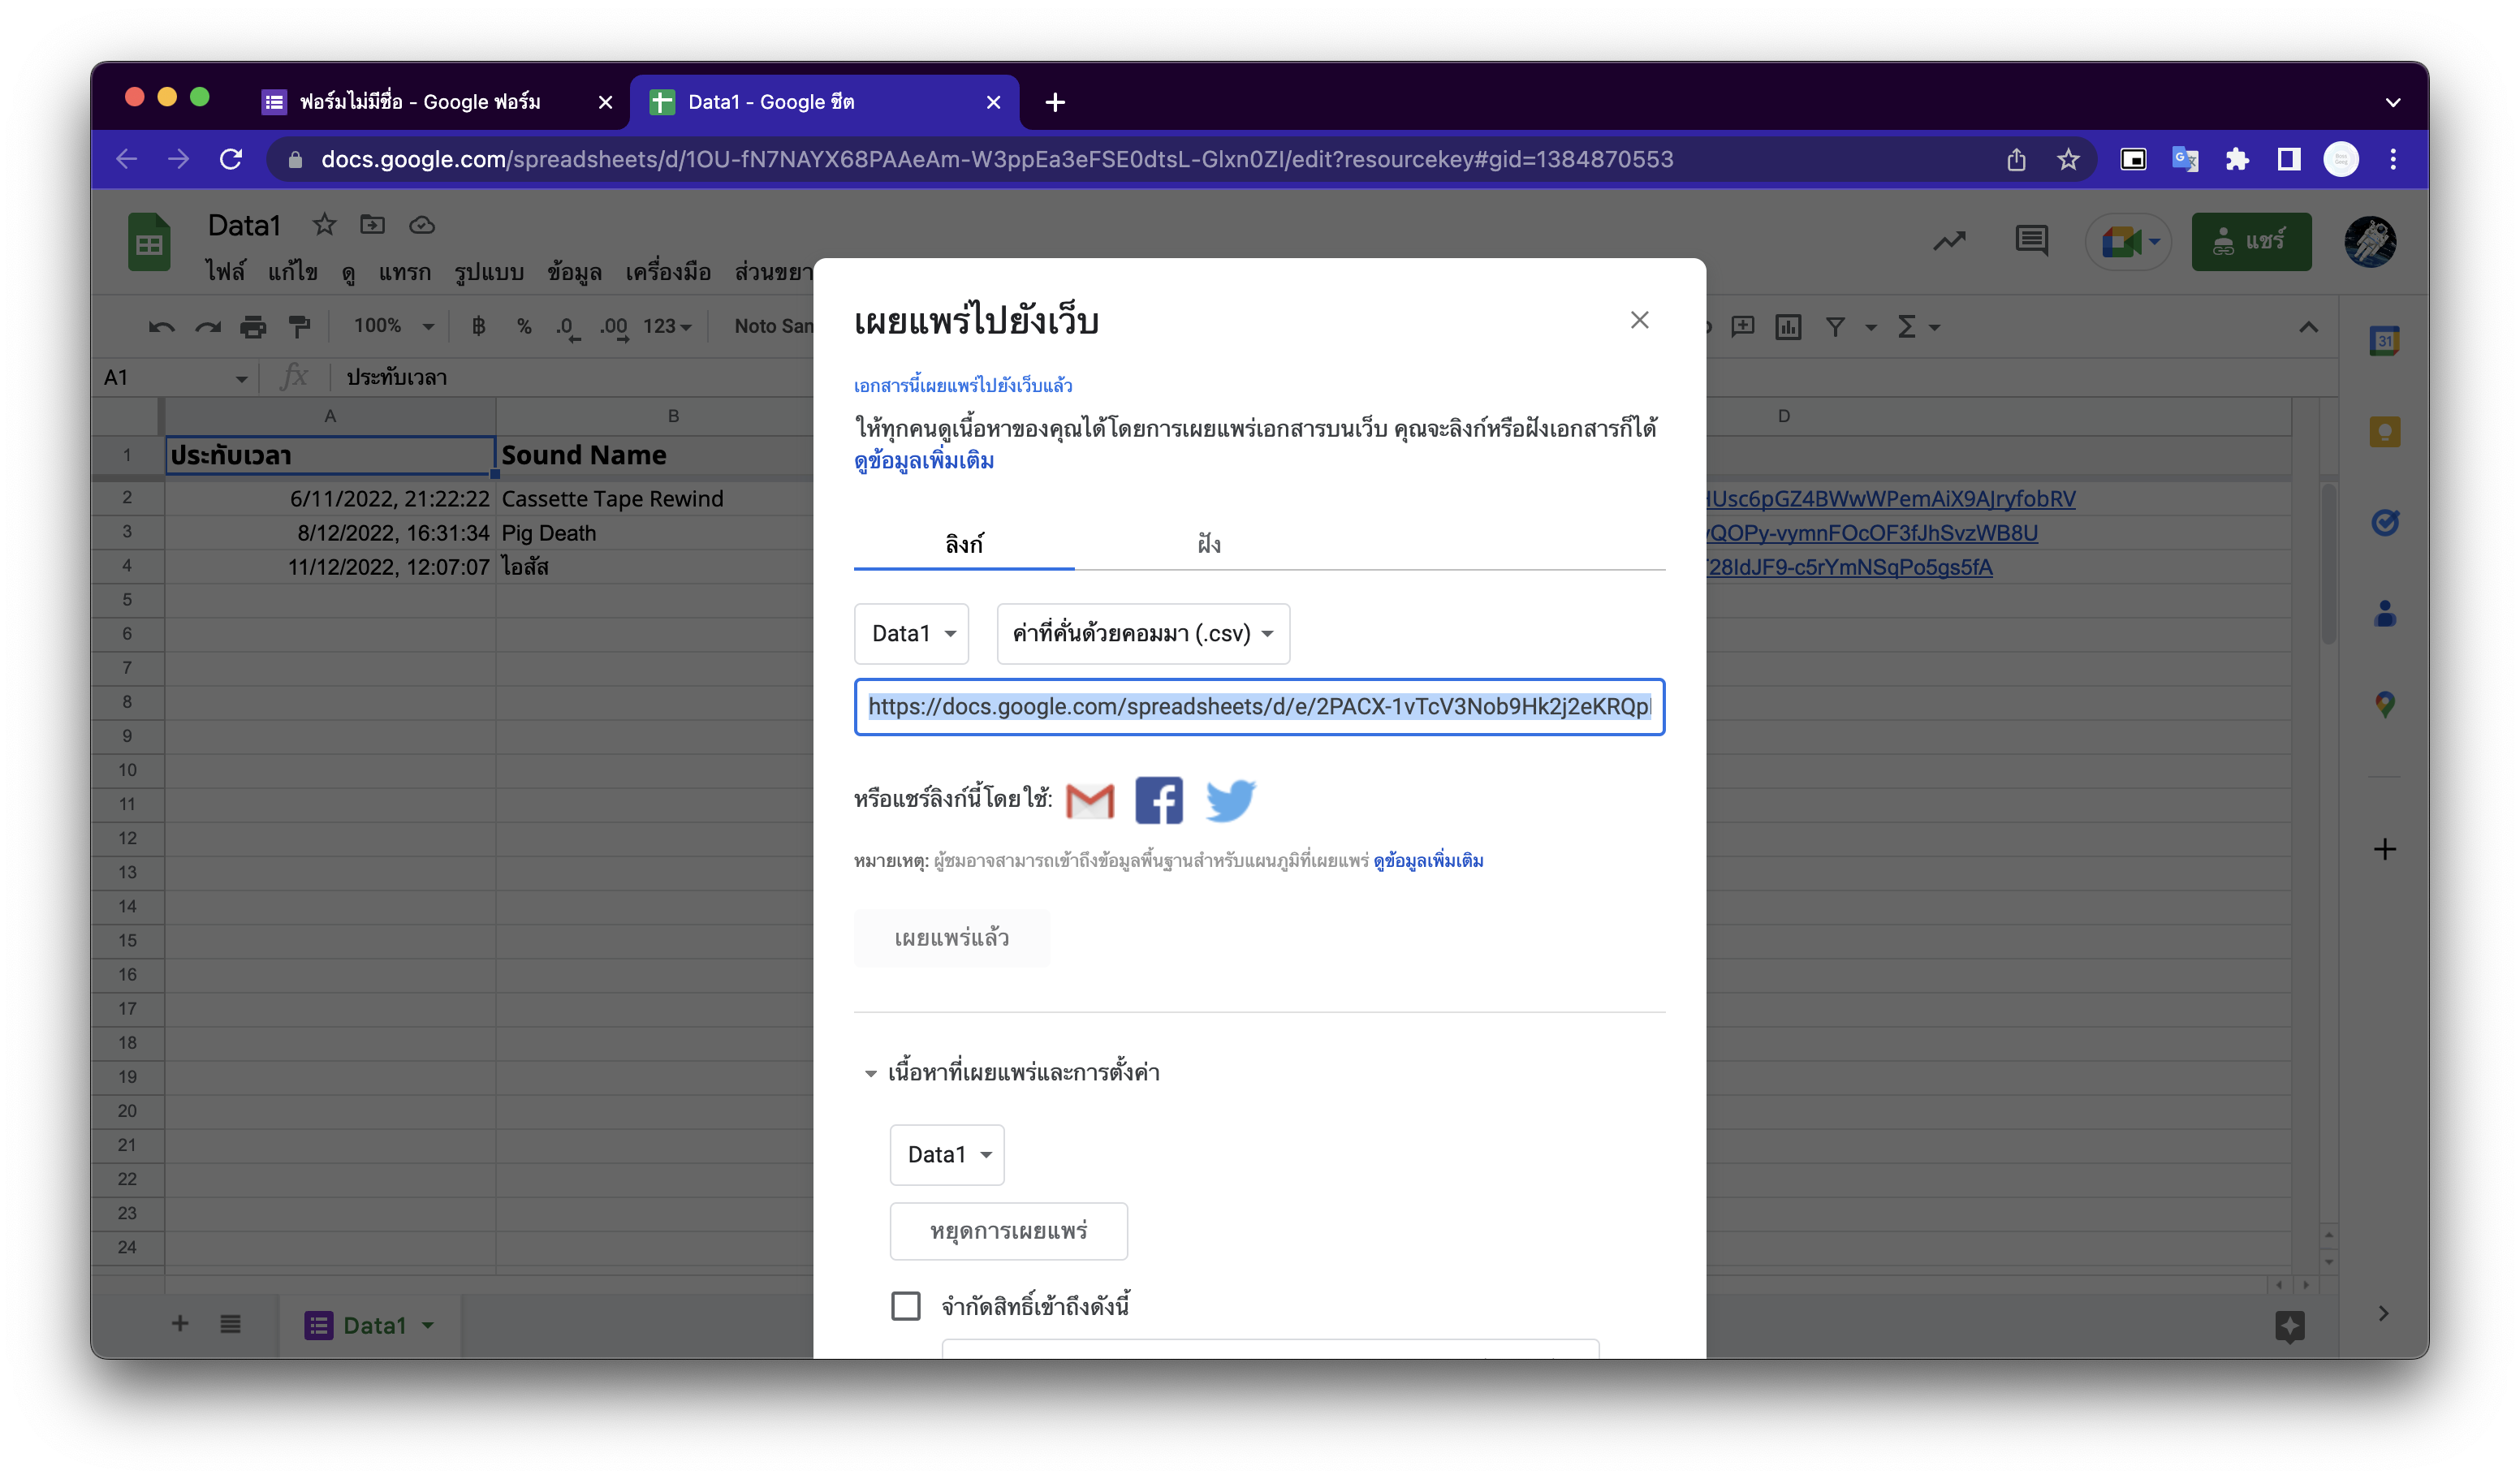 ฟอร์มไม่มีชื่อ - Google ฟอร์ม
Data1 - Google ชีต
docs.google.com/spreadsheets/d/1OU-fN7NAYX68PAAeAm-W3ppEa3eFSE0dtsL-GIxn0ZI/edit?resourcekey#gid=1384870553
Data1
แชร์
ไฟล์ แก้ไข ดู แทรก รูปแบบ ข้อมูล เครื่องมือ ส่วนขยา
100% ฿ % .0 .00 123 Noto San
31
A1 fx ประทับเวลา
A B D
1 ประทับเวลา Sound Name
2 6/11/2022, 21:22:22 Cassette Tape Rewind
3 8/12/2022, 16:31:34 Pig Death
4 11/12/2022, 12:07:07 ไอสัส
Usc6pGZ4BWwWPemAiX9AJryfobRV
QOPy-vymnFOcOF3fJhSvzWB8U
28IdJF9-c5rYmNSqPo5gs5fA
5
6
7
8
9
10
11
12
13
14
15
16
17
18
19
20
21
22
23
24
เผยแพร่ไปยังเว็บ
เอกสารนี้เผยแพร่ไปยังเว็บแล้ว
ให้ทุกคนดูเนื้อหาของคุณได้โดยการเผยแพร่เอกสารบนเว็บ คุณจะลิงก์หรือฝังเอกสารก็ได้
ดูข้อมูลเพิ่มเติม
ลิงก์ ฝัง
Data1 ค่าที่คั่นด้วยคอมมา (.csv)
https://docs.google.com/spreadsheets/d/e/2PACX-1vTcV3Nob9Hk2j2eKRQp
หรือแชร์ลิงก์นี้โดยใช้:
หมายเหตุ: ผู้ชมอาจสามารถเข้าถึงข้อมูลพื้นฐานสำหรับแผนภูมิที่เผยแพร่ ดูข้อมูลเพิ่มเติม
เผยแพร่แล้ว
เนื้อหาที่เผยแพร่และการตั้งค่า
Data1
หยุดการเผยแพร่
จำกัดสิทธิ์เข้าถึงดังนี้
Data1